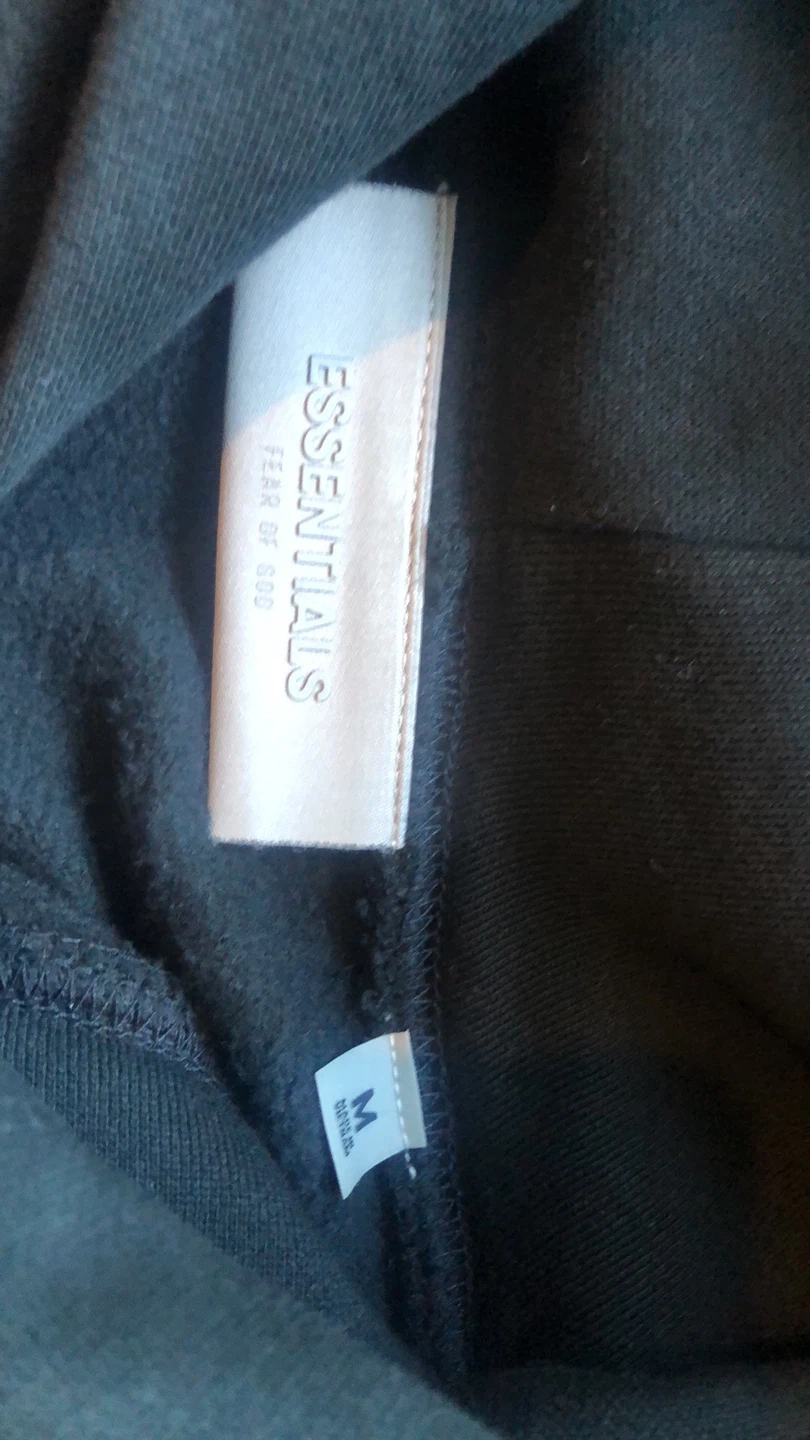 ESSENTIALS
FEAR OF GOD
M